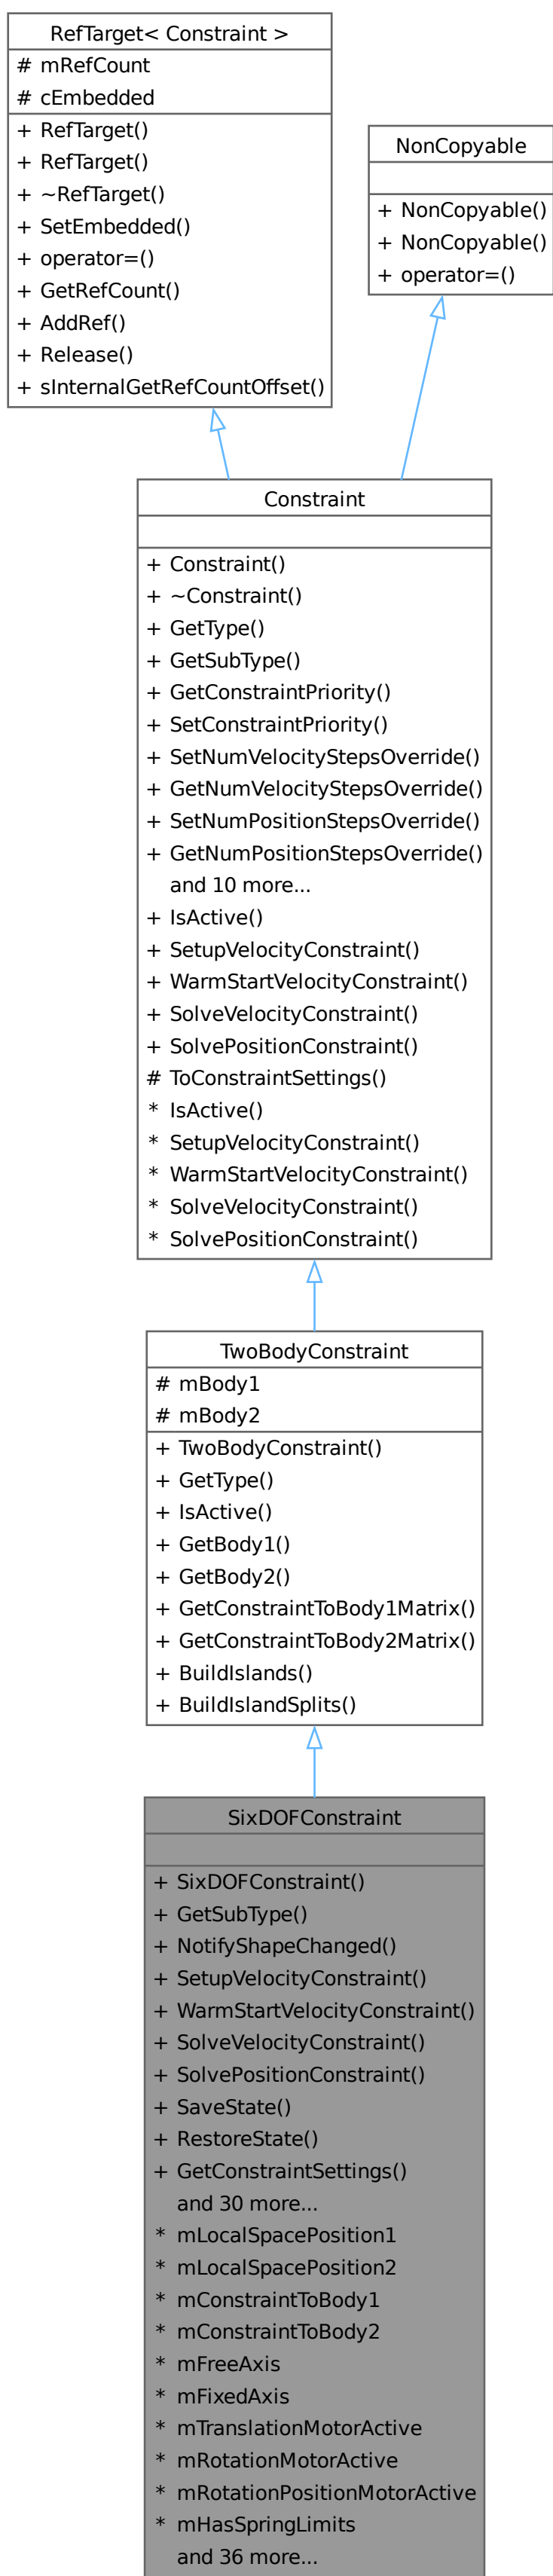 RefTarget< Constraint >
# mRefCount
# cEmbedded
+ RefTarget()
+ RefTarget()
+ ~RefTarget()
+ SetEmbedded()
+ operator=()
+ GetRefCount()
+ AddRef()
+ Release()
+ sInternalGetRefCountOffset()
NonCopyable
+ NonCopyable()
+ NonCopyable()
+ operator=()
Constraint
+ Constraint()
+ ~Constraint()
+ GetType()
+ GetSubType()
+ GetConstraintPriority()
+ SetConstraintPriority()
+ SetNumVelocityStepsOverride()
+ GetNumVelocityStepsOverride()
+ SetNumPositionStepsOverride()
+ GetNumPositionStepsOverride()
and 10 more...
+ IsActive()
+ SetupVelocityConstraint()
+ WarmStartVelocityConstraint()
+ SolveVelocityConstraint()
+ SolvePositionConstraint()
# ToConstraintSettings()
* IsActive()
* SetupVelocityConstraint()
* WarmStartVelocityConstraint()
* SolveVelocityConstraint()
* SolvePositionConstraint()
TwoBodyConstraint
# mBody1
# mBody2
+ TwoBodyConstraint()
+ GetType()
+ IsActive()
+ GetBody1()
+ GetBody2()
+ GetConstraintToBody1Matrix()
+ GetConstraintToBody2Matrix()
+ BuildIslands()
+ BuildIslandSplits()
SixDOFConstraint
+ SixDOFConstraint()
+ GetSubType()
+ NotifyShapeChanged()
+ SetupVelocityConstraint()
+ WarmStartVelocityConstraint()
+ SolveVelocityConstraint()
+ SolvePositionConstraint()
+ SaveState()
+ RestoreState()
+ GetConstraintSettings()
and 30 more...
* mLocalSpacePosition1
* mLocalSpacePosition2
* mConstraintToBody1
* mConstraintToBody2
* mFreeAxis
* mFixedAxis
* mTranslationMotorActive
* mRotationMotorActive
* mRotationPositionMotorActive
* mHasSpringLimits
and 36 more...